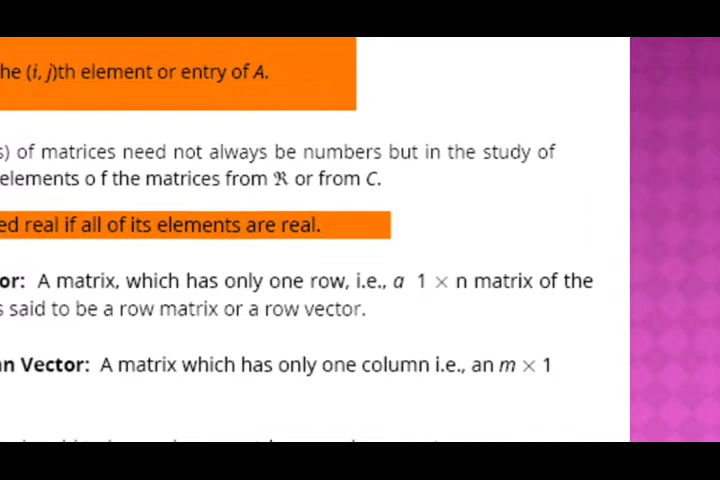 he (i, j)th element or entry of A.
s) of matrices need not always be numbers but in the study of
elements o f the matrices from ℜ or from C.
ed real if all of its elements are real.
or: A matrix, which has only one row, i.e., a 1 × n matrix of the
s said to be a row matrix or a row vector.
an Vector: A matrix which has only one column i.e., an m × 1